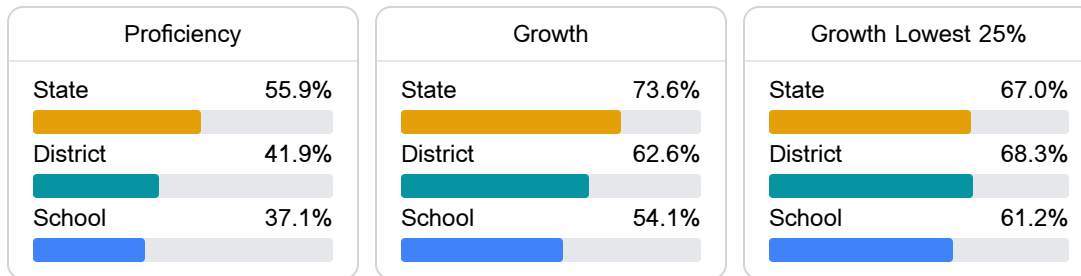 Proficiency
State 55.9%
District 41.9%
School 37.1%
Growth
State 73.6%
District 62.6%
School 54.1%
Growth Lowest 25%
State 67.0%
District 68.3%
School 61.2%